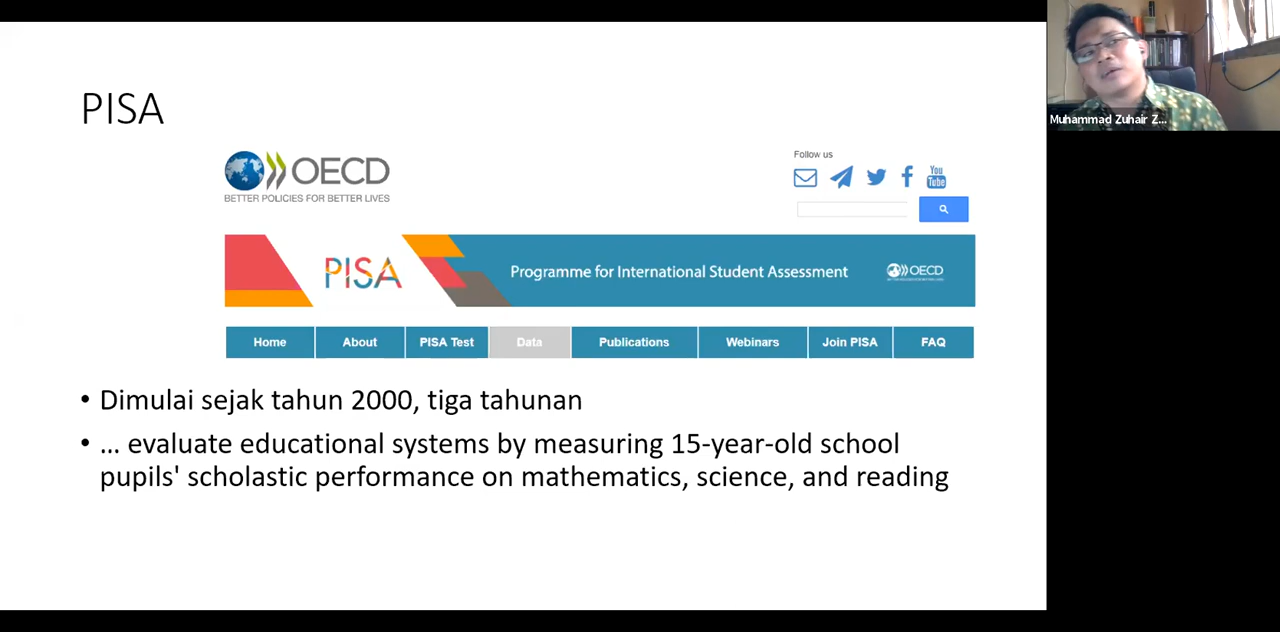 PISA
OECD
BETTER POLICIES FOR BETTER LIVES
Follow us
You
Tube
PISA
Programme for International Student Assessment
OECD
Home
About
PISA Test
Data
Publications
Webinars
Join PISA
FAQ
• Dimulai sejak tahun 2000, tiga tahunan
• … evaluate educational systems by measuring 15-year-old school
pupils' scholastic performance on mathematics, science, and reading
Muhammad Zuhair Z...